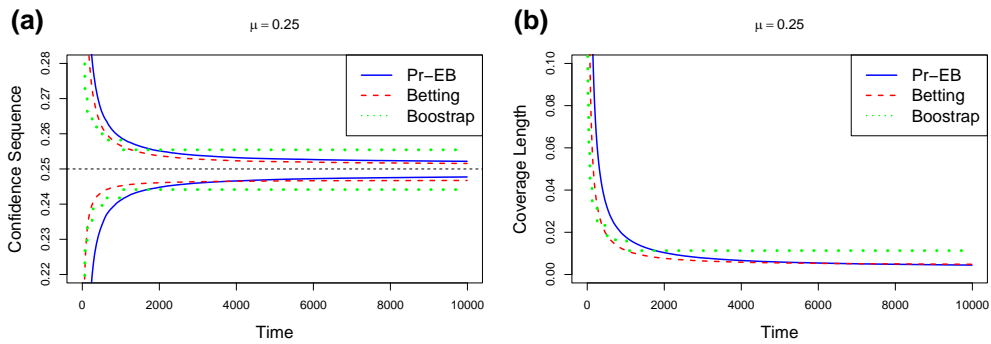 (a)
μ = 0.25
Confidence Sequence
0.28
0.27
0.26
0.25
0.24
0.23
0.22
Pr−EB
Betting
Boostrap
0 2000 4000 6000 8000 10000
Time
(b)
μ = 0.25
Coverage Length
0.10
0.08
0.06
0.04
0.02
0.00
Pr−EB
Betting
Boostrap
0 2000 4000 6000 8000 10000
Time